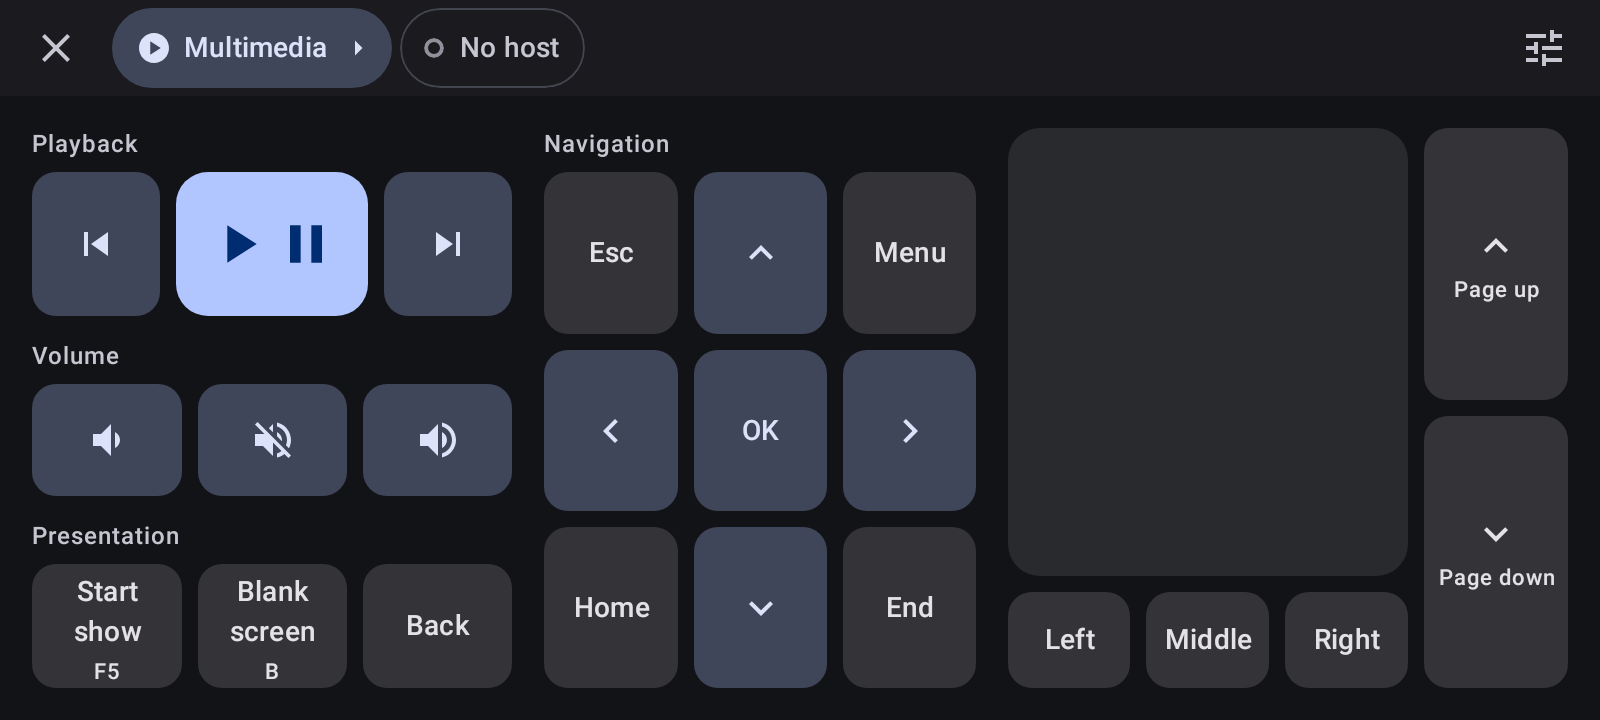 Multimedia
No host
Playback
Volume
Presentation
Start
show
F5
Blank
screen
B
Back
Navigation
Esc
Menu
OK
Home
End
Left
Middle
Right
Page up
Page down